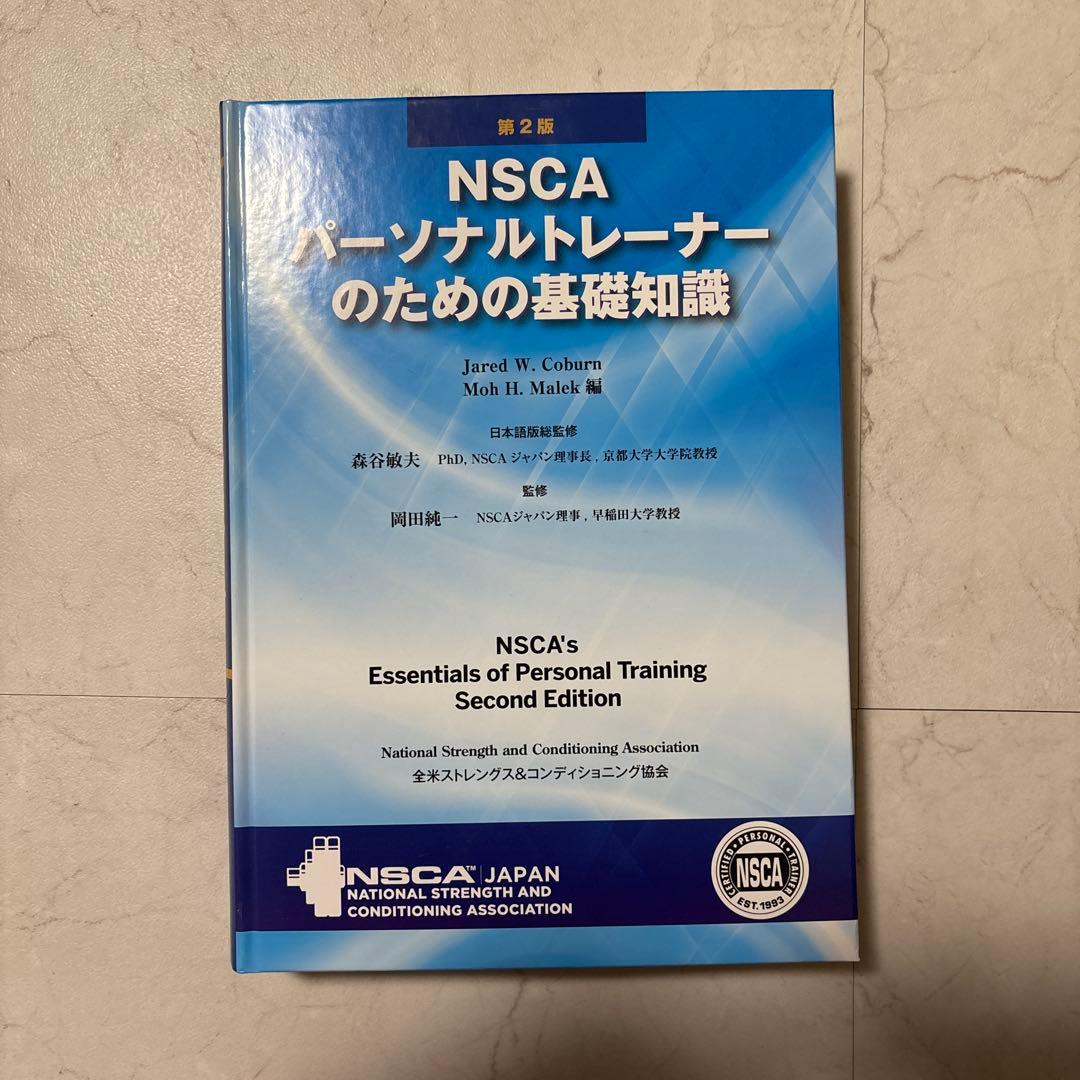 第2版
NSCA
パーソナルトレーナー
のための基礎知識
Jared W. Coburn
Moh H. Malek 編
日本語版総監修
森谷敏夫 PhD, NSCA ジャパン理事長 , 京都大学大学院教授
監修
岡田純一 NSCAジャパン理事 , 早稲田大学教授
NSCA's
Essentials of Personal Training
Second Edition
National Strength and Conditioning Association
全米ストレングス&コンディショニング協会
NSCA™ | JAPAN
NATIONAL STRENGTH AND
CONDITIONING ASSOCIATION
CERTIFIED • PERSONAL • TRAINER
NSCA
EST. 1993